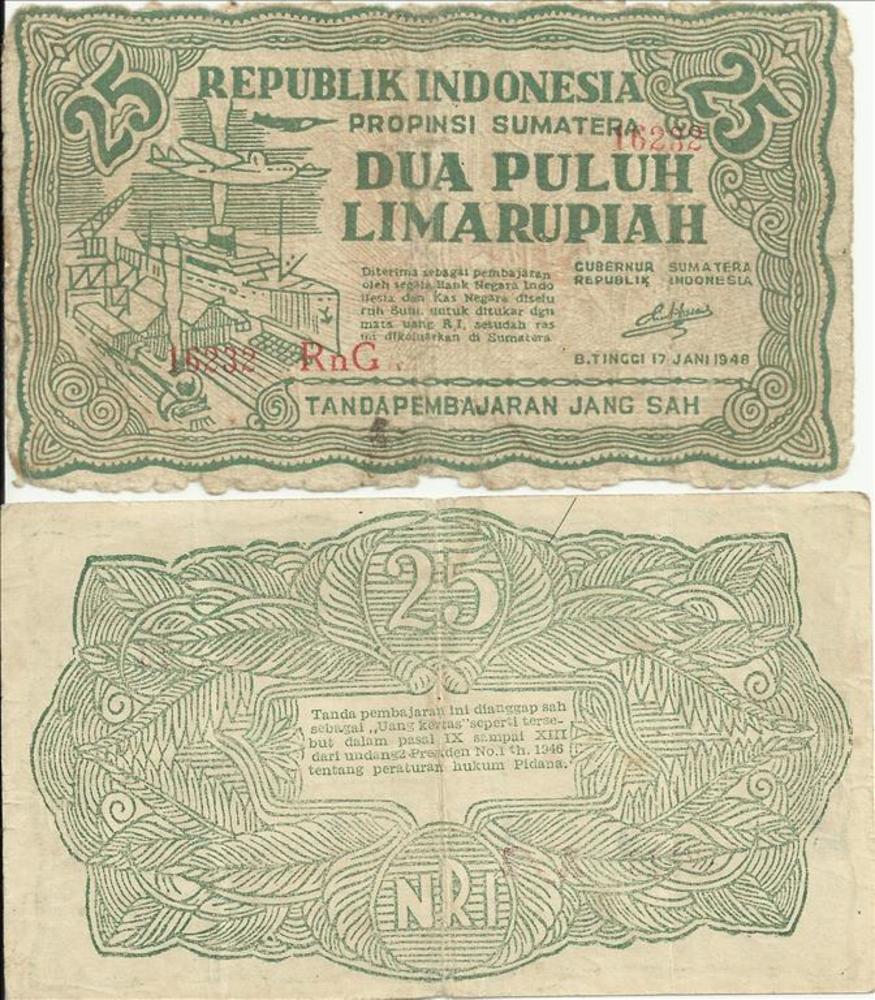 25
25
REPUBLIK INDONESIA
PROPINSI SUMATERA
16232
DUA PULUH
LIMARUPIAH
Diterima sebagai pembajaran
oleh segala Bank Negara Indo
nesia dan Kas Negara diselu
ruh Sum. untuk ditukar dgn
mata uang R.I. sesudah ras
mi dikeluarkan di Sumatera
GUBERNUR SUMATERA
REPUBLIK INDONESIA
B.TINGGI 17 JANI 1948
16232 RnG
TANDAPEMBAJARAN JANG SAH
25
Tanda pembajaran ini dianggap sah
sebagai „Uang kertas" seperti terse-
but dalam pasal IX sampai XIII
dari undang2 Presiden No.1 th. 1946
tentang peraturan hukum Pidana.
NRI